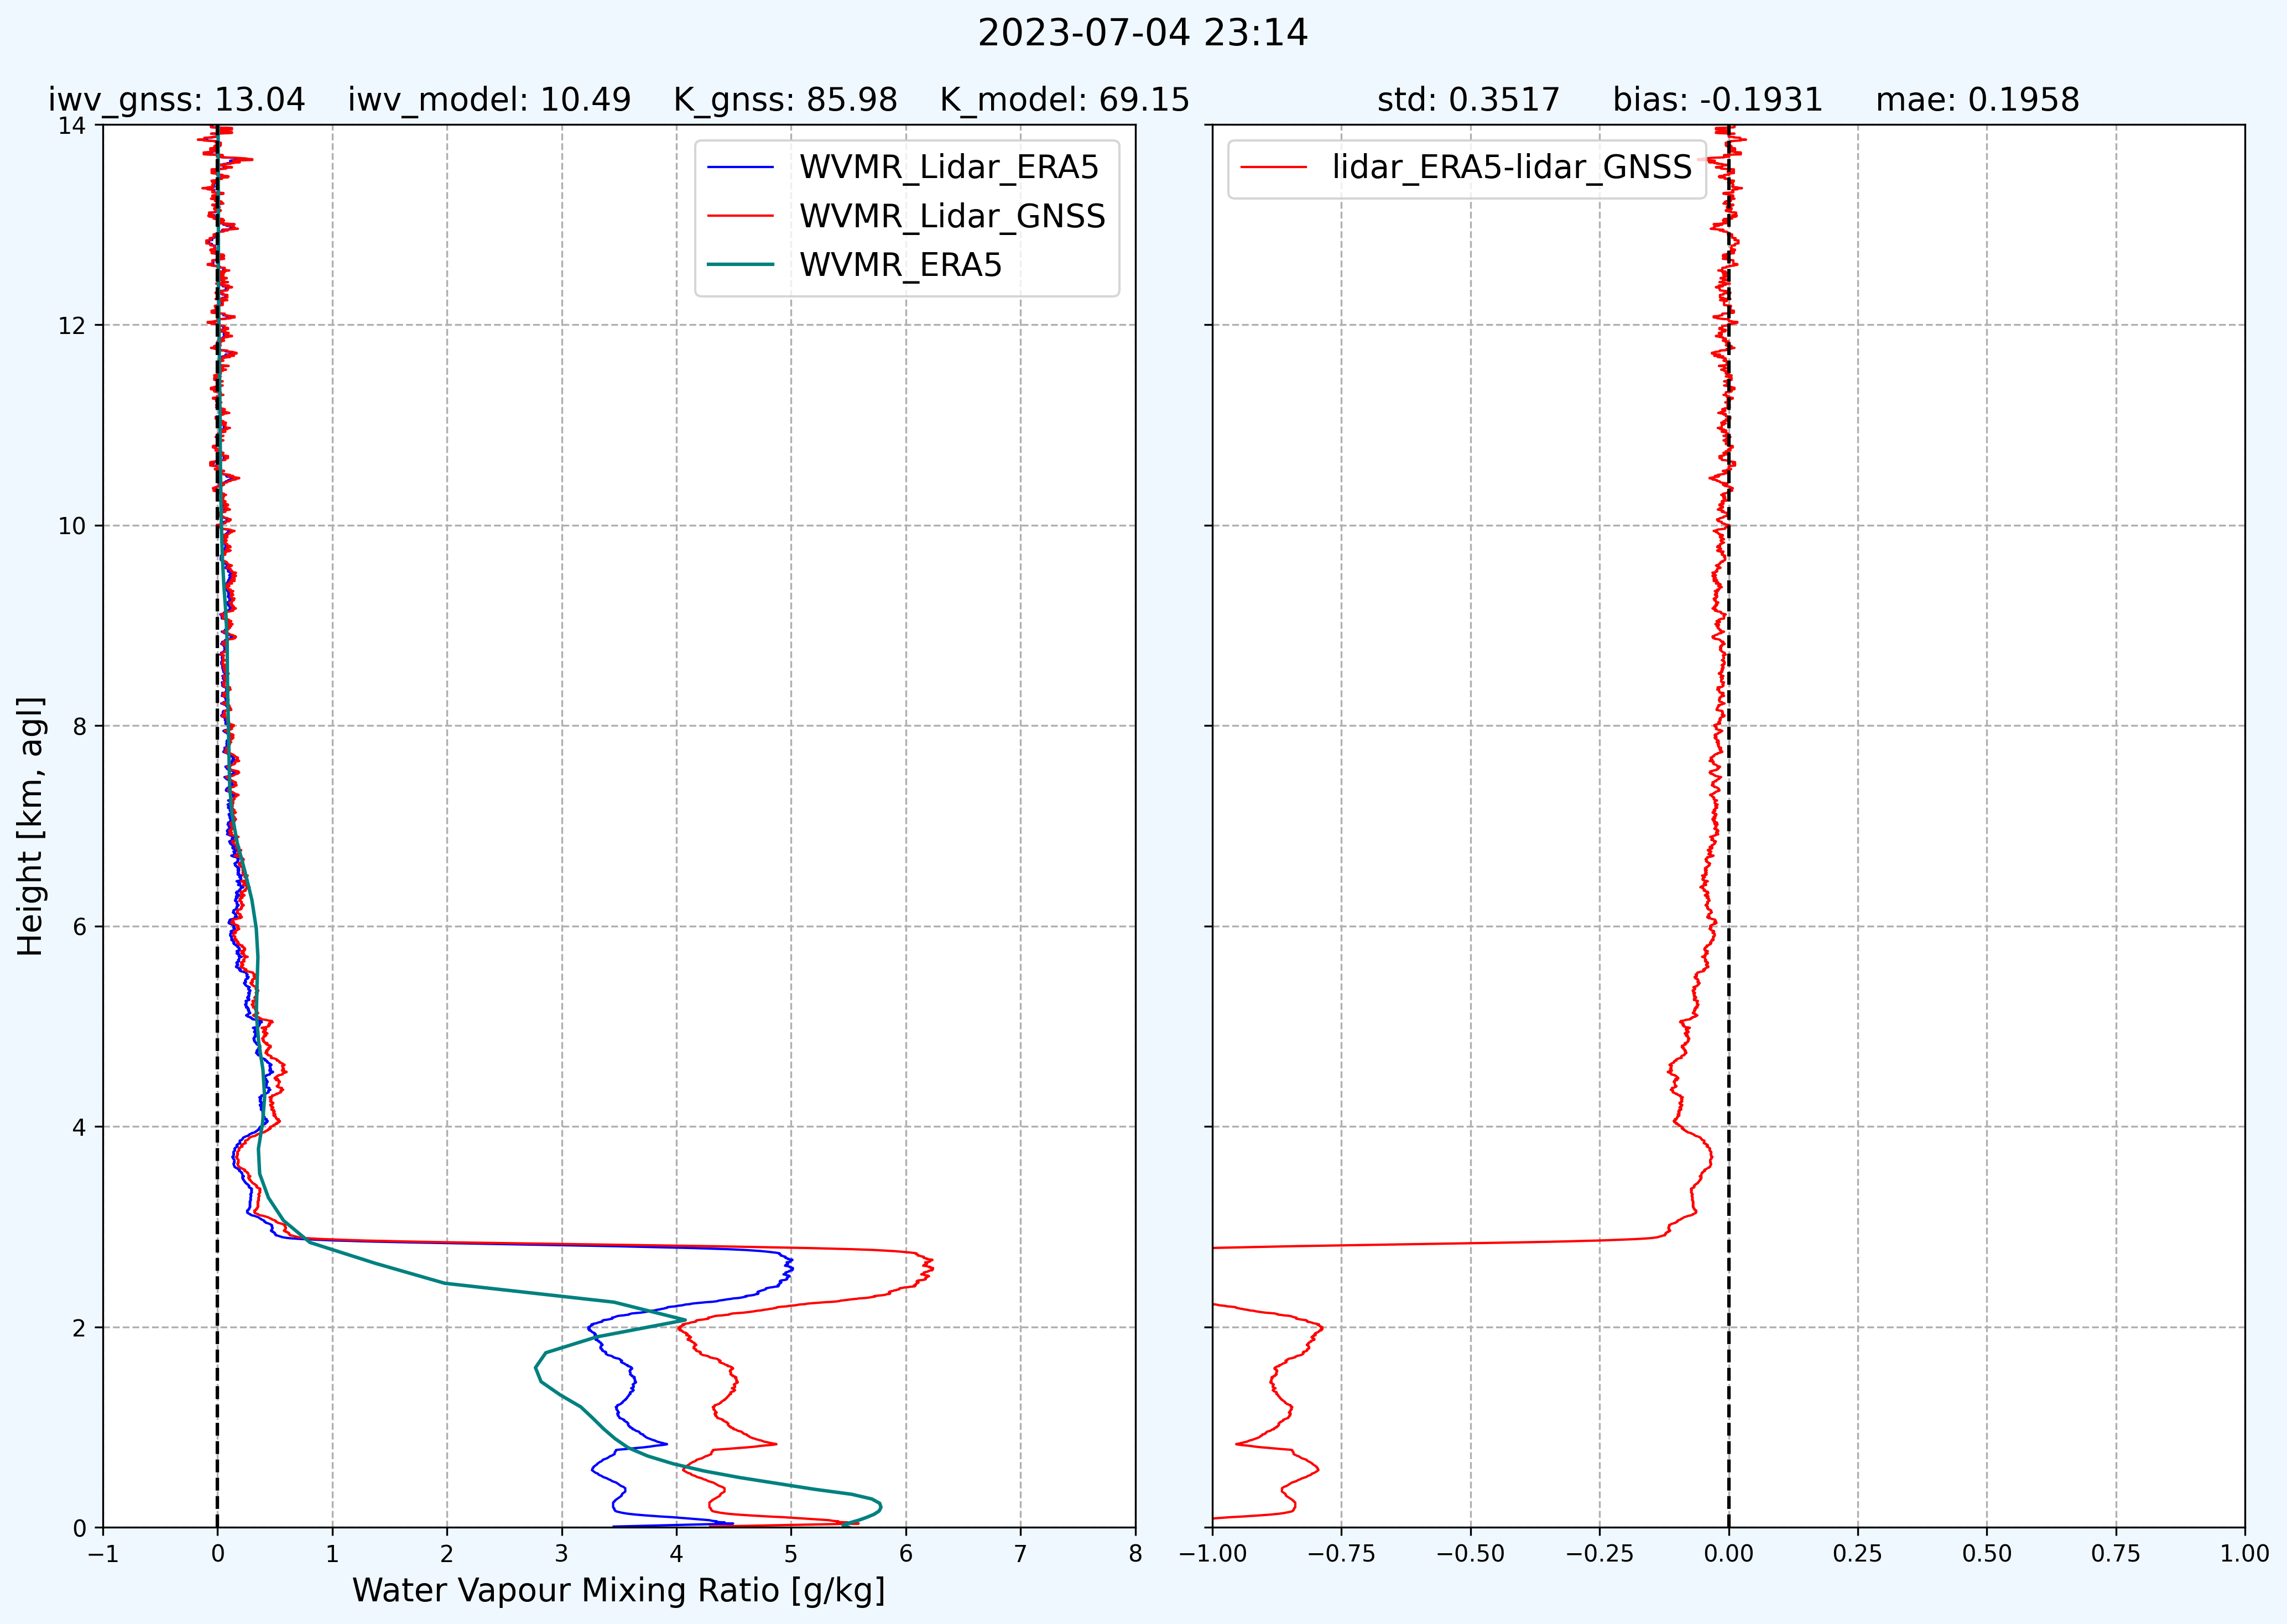 2023-07-04 23:14
iwv_gnss: 13.04 iwv_model: 10.49 K_gnss: 85.98 K_model: 69.15
std: 0.3517 bias: -0.1931 mae: 0.1958
WVMR_Lidar_ERA5
WVMR_Lidar_GNSS
WVMR_ERA5
lidar_ERA5-lidar_GNSS
Height [km, agl]
14
12
10
8
6
4
2
0
−1 0 1 2 3 4 5 6 7 8
Water Vapour Mixing Ratio [g/kg]
−1.00 −0.75 −0.50 −0.25 0.00 0.25 0.50 0.75 1.00